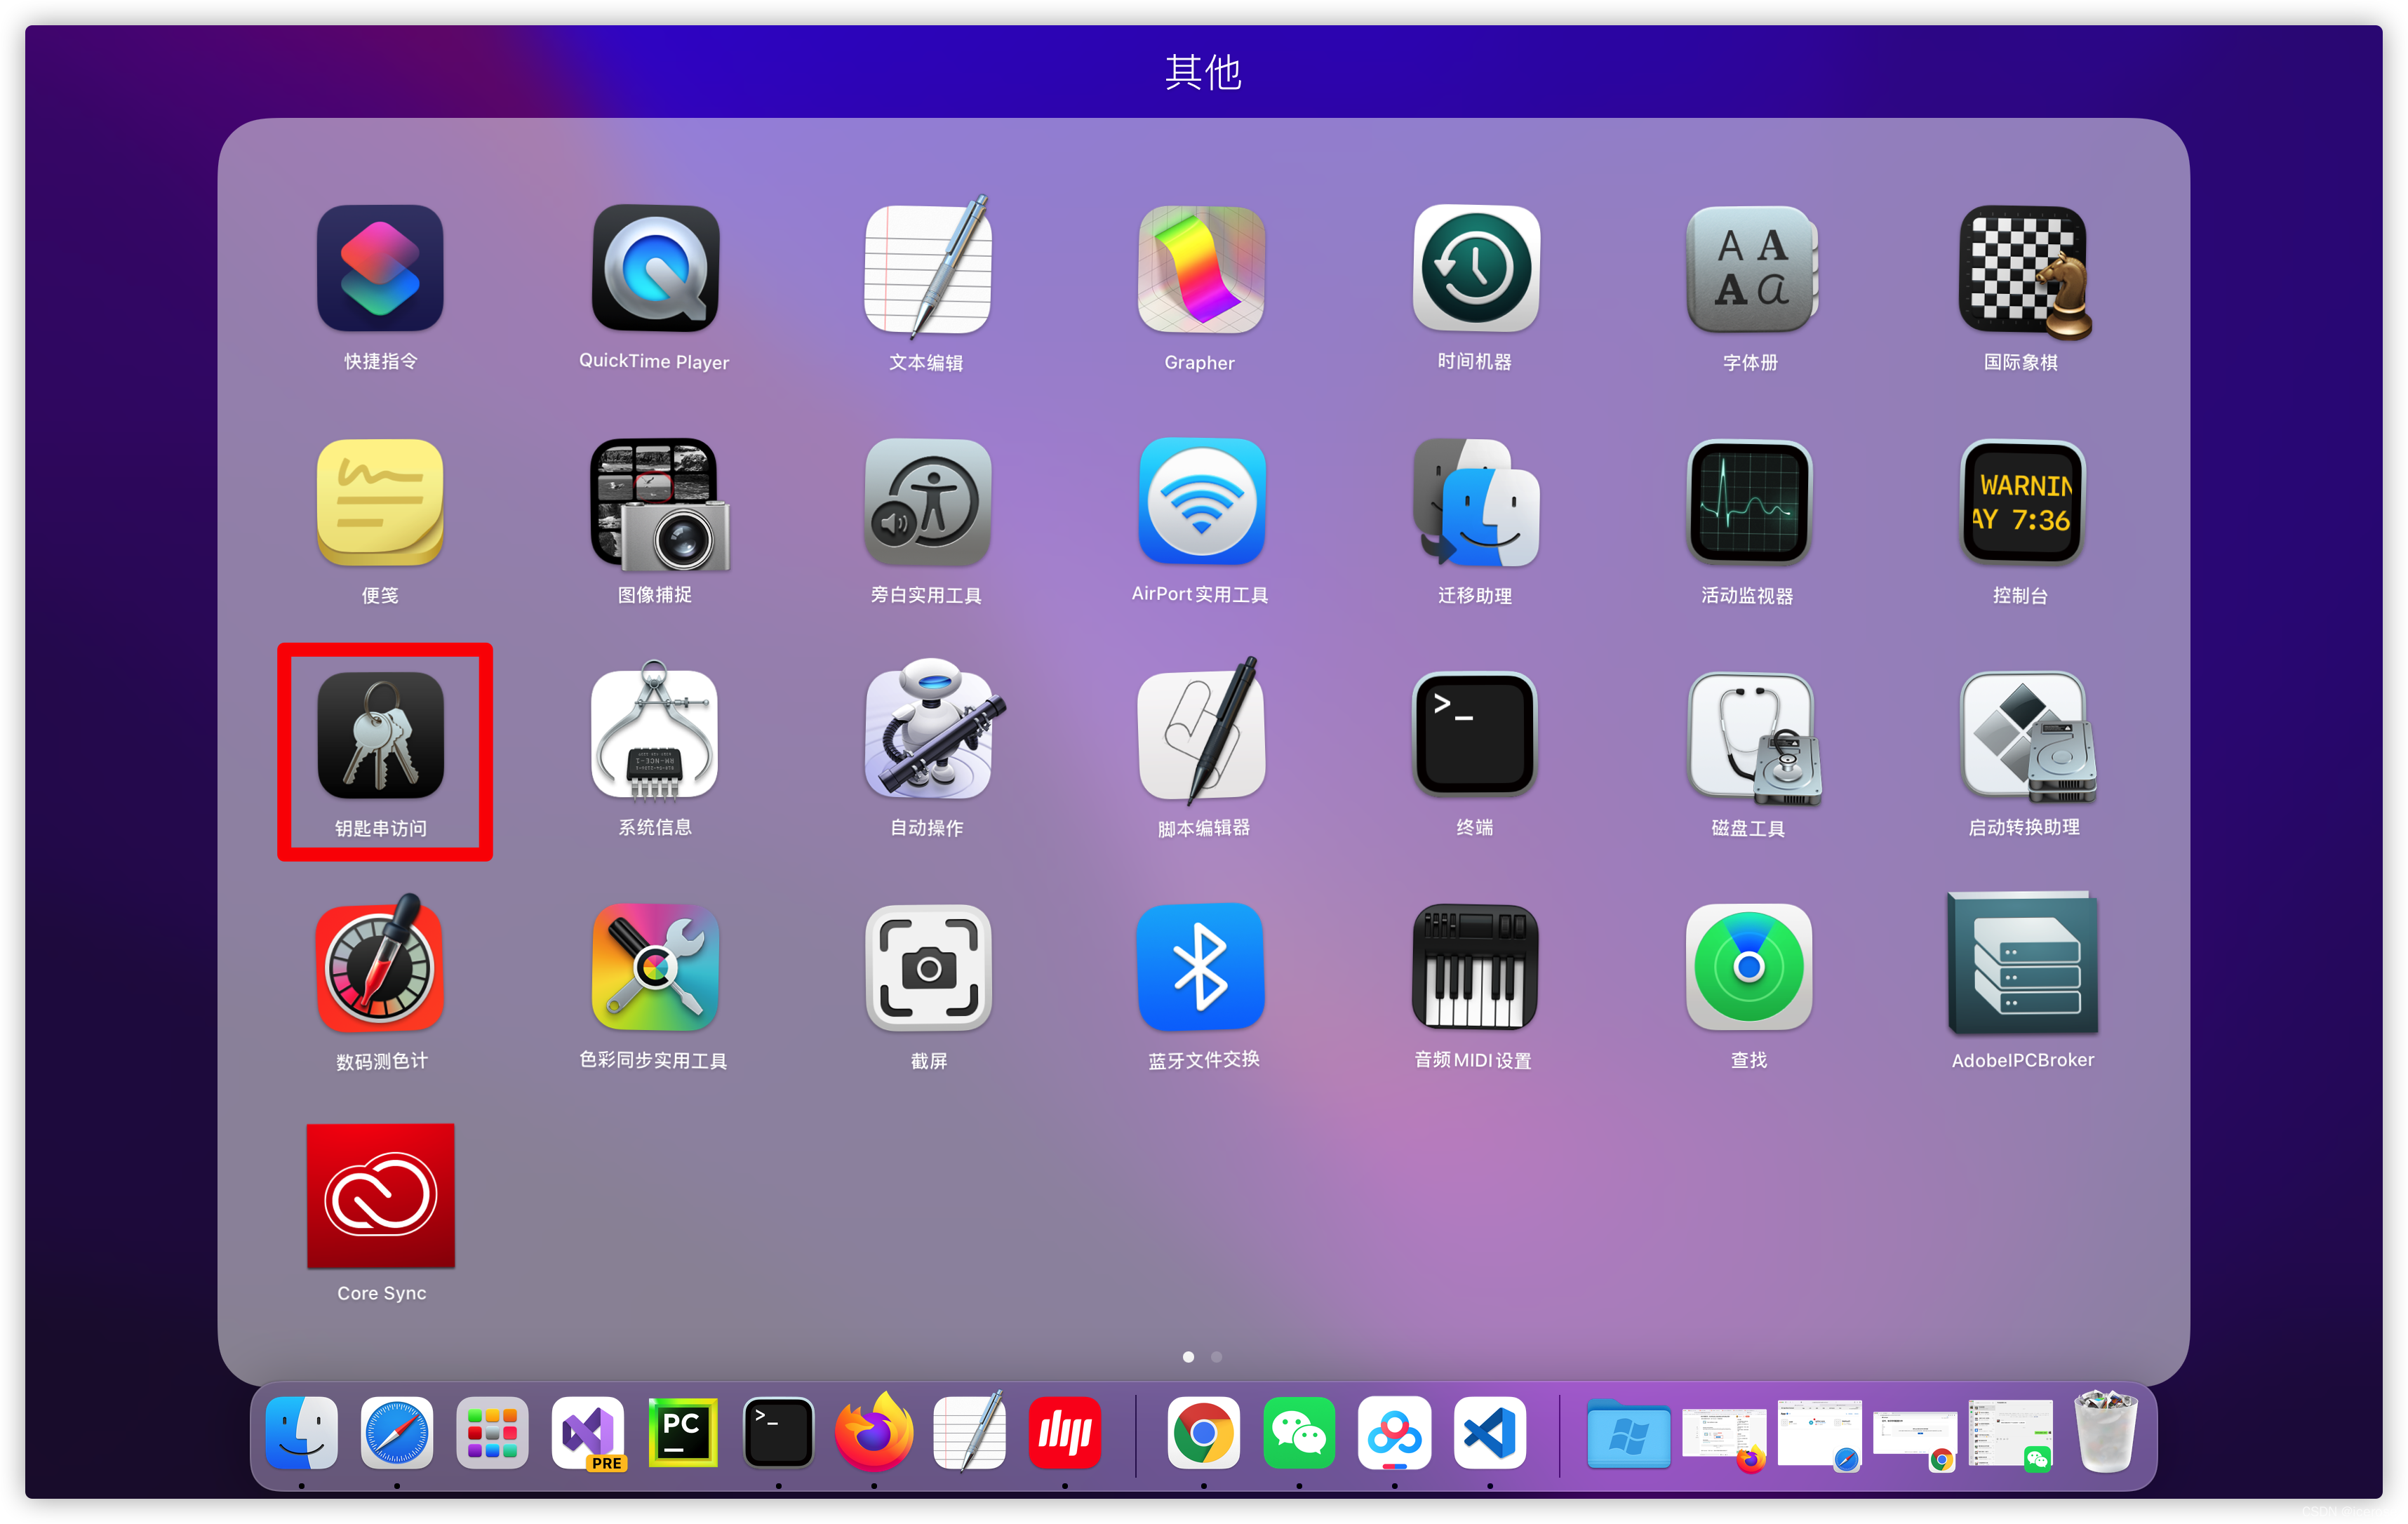 其他
快捷指令
QuickTime Player
文本编辑
Grapher
时间机器
字体册
国际象棋
WARNIN
AY 7:36
便笺
图像捕捉
旁白实用工具
AirPort实用工具
迁移助理
活动监视器
控制台
钥匙串访问
系统信息
自动操作
脚本编辑器
终端
磁盘工具
启动转换助理
数码测色计
色彩同步实用工具
截屏
蓝牙文件交换
音频MIDI设置
查找
AdobeIPCBroker
Core Sync
PRE
PC